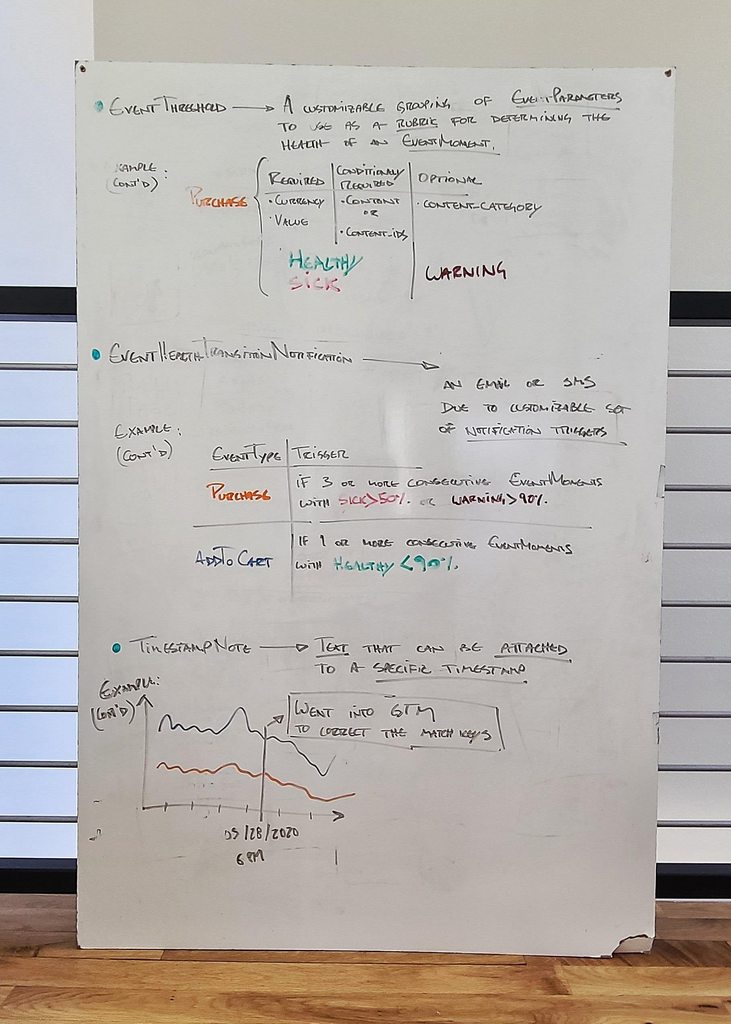 • EVENTTHRESHOLD → A CUSTOMIZABLE GROUPING OF EVENTPARAMETERS
TO USE AS A RUBRIC FOR DETERMINING THE
HEALTH OF AN EVENTMOMENT.
EXAMPLE:
(CONT'D)
PURCHASE
REQUIRED
• CURRENCY
• VALUE
CONDITIONALLY
REQUIRED
• CONTENT
OR
• CONTENT_IDS
OPTIONAL
• CONTENT_CATEGORY
HEALTHY
SICK
WARNING
• EVENTHEALTHTRANSITIONNOTIFICATION →
AN EMAIL OR SMS
DUE TO CUSTOMIZABLE SET
OF NOTIFICATION TRIGGERS
EXAMPLE:
(CONT'D)
EVENTTYPE TRIGGER
PURCHASE
IF 3 OR MORE CONSECUTIVE EVENTMOMENTS
WITH SICK>50% OR WARNING>90%.
ADDTOCART
IF 1 OR MORE CONSECUTIVE EVENTMOMENTS
WITH HEALTHY <90%.
• TIMESTAMPNOTE → TEXT THAT CAN BE ATTACHED
TO A SPECIFIC TIMESTAMP
EXAMPLE:
(CONT'D)
WENT INTO GTM
TO CORRECT THE MATCH KEYS
05/28/2020
6PM